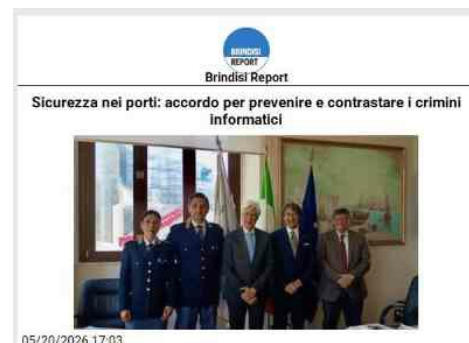 BRINDISI
REPORT
Brindisi Report
Sicurezza nei porti: accordo per prevenire e contrastare i crimini
informatici
05/20/2026 17:03